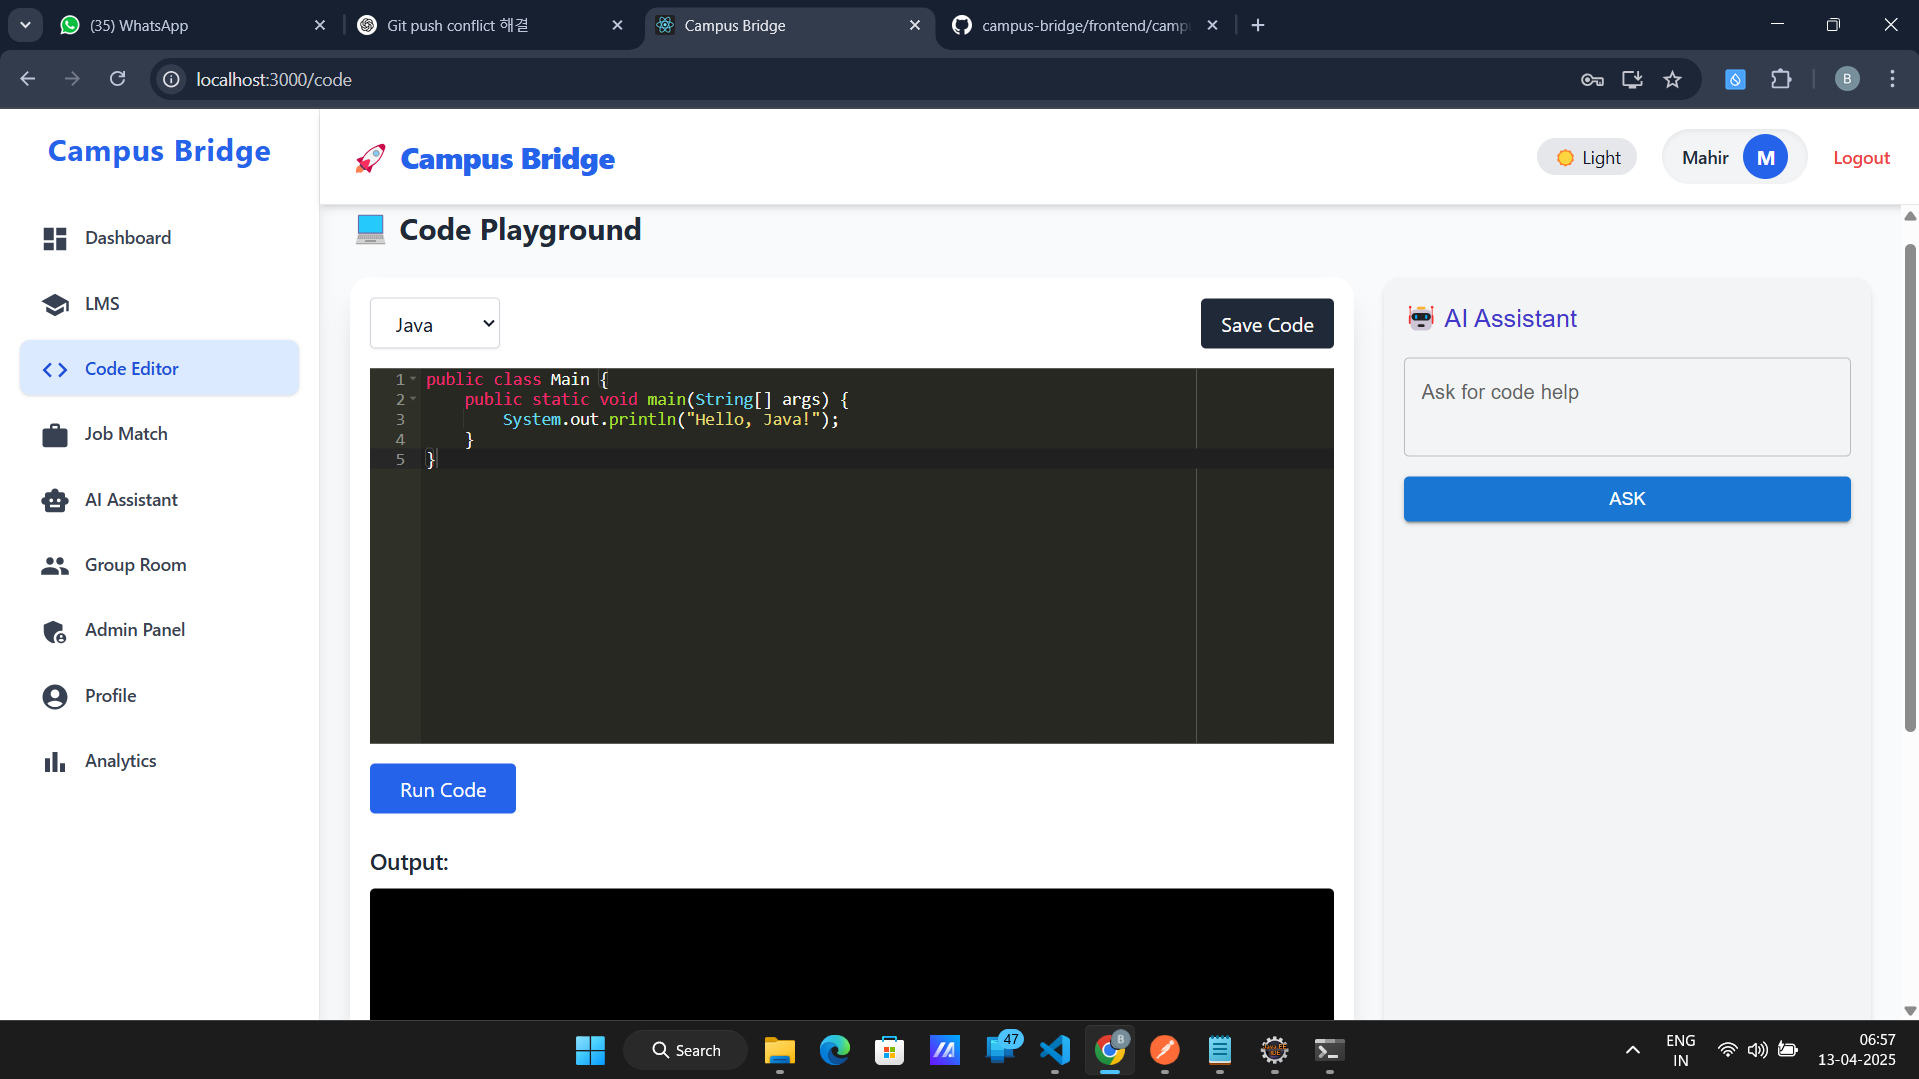 (35) WhatsApp
Git push conflict 해결
Campus Bridge
campus-bridge/frontend/camp
localhost:3000/code
B
Campus Bridge
Dashboard
LMS
Code Editor
Job Match
AI Assistant
Group Room
Admin Panel
Profile
Analytics
Campus Bridge
Light
Mahir
M
Logout
Code Playground
Java
Save Code
1 public class Main {
2     public static void main(String[] args) {
3         System.out.println("Hello, Java!");
4     }
5 }
Run Code
Output:
AI Assistant
Ask for code help
ASK
Search
47
B
ENG
IN
06:57
13-04-2025